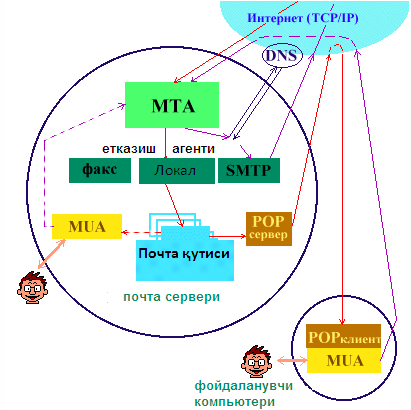 Интернет (TCP/IP)
DNS
MTA
етказиш агенти
факс
Локал
SMTP
MUA
Почта қутиси
POP
сервер
почта сервери
POPклиент
MUA
фойдаланувчи
компьютери